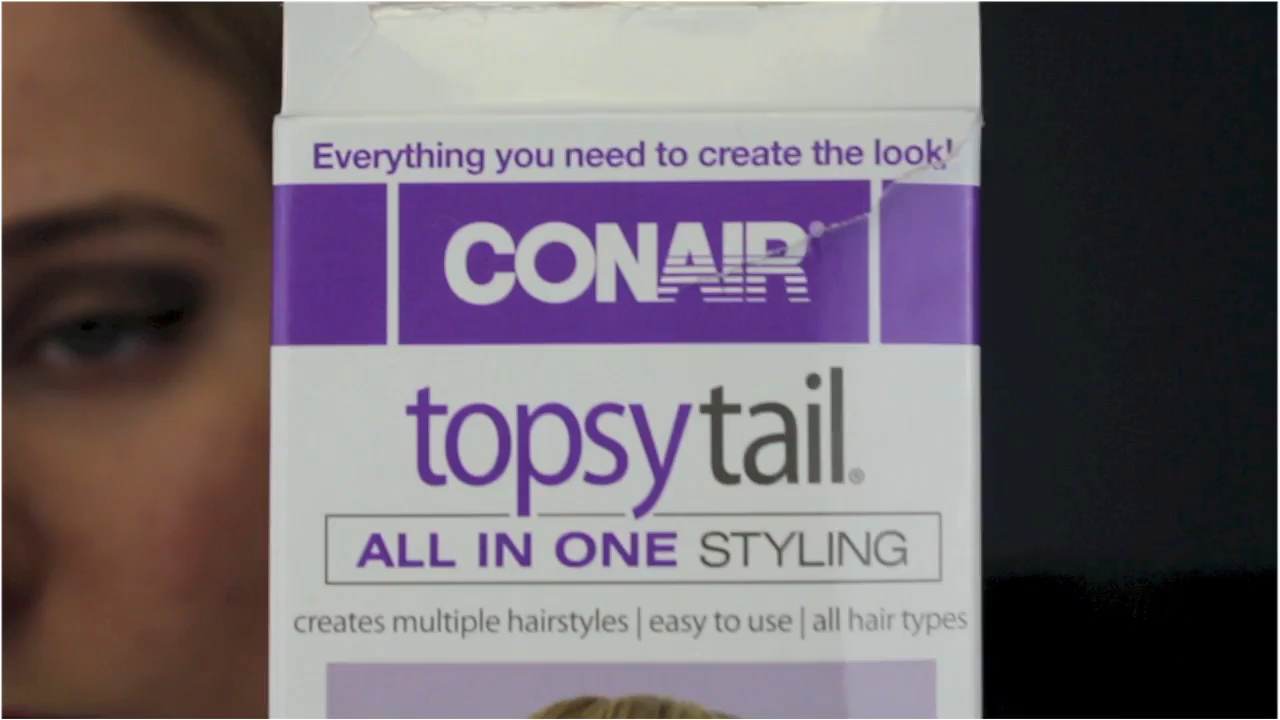 Everything you need to create the look!
CONAIR®
topsytail®
ALL IN ONE STYLING
creates multiple hairstyles | easy to use | all hair types